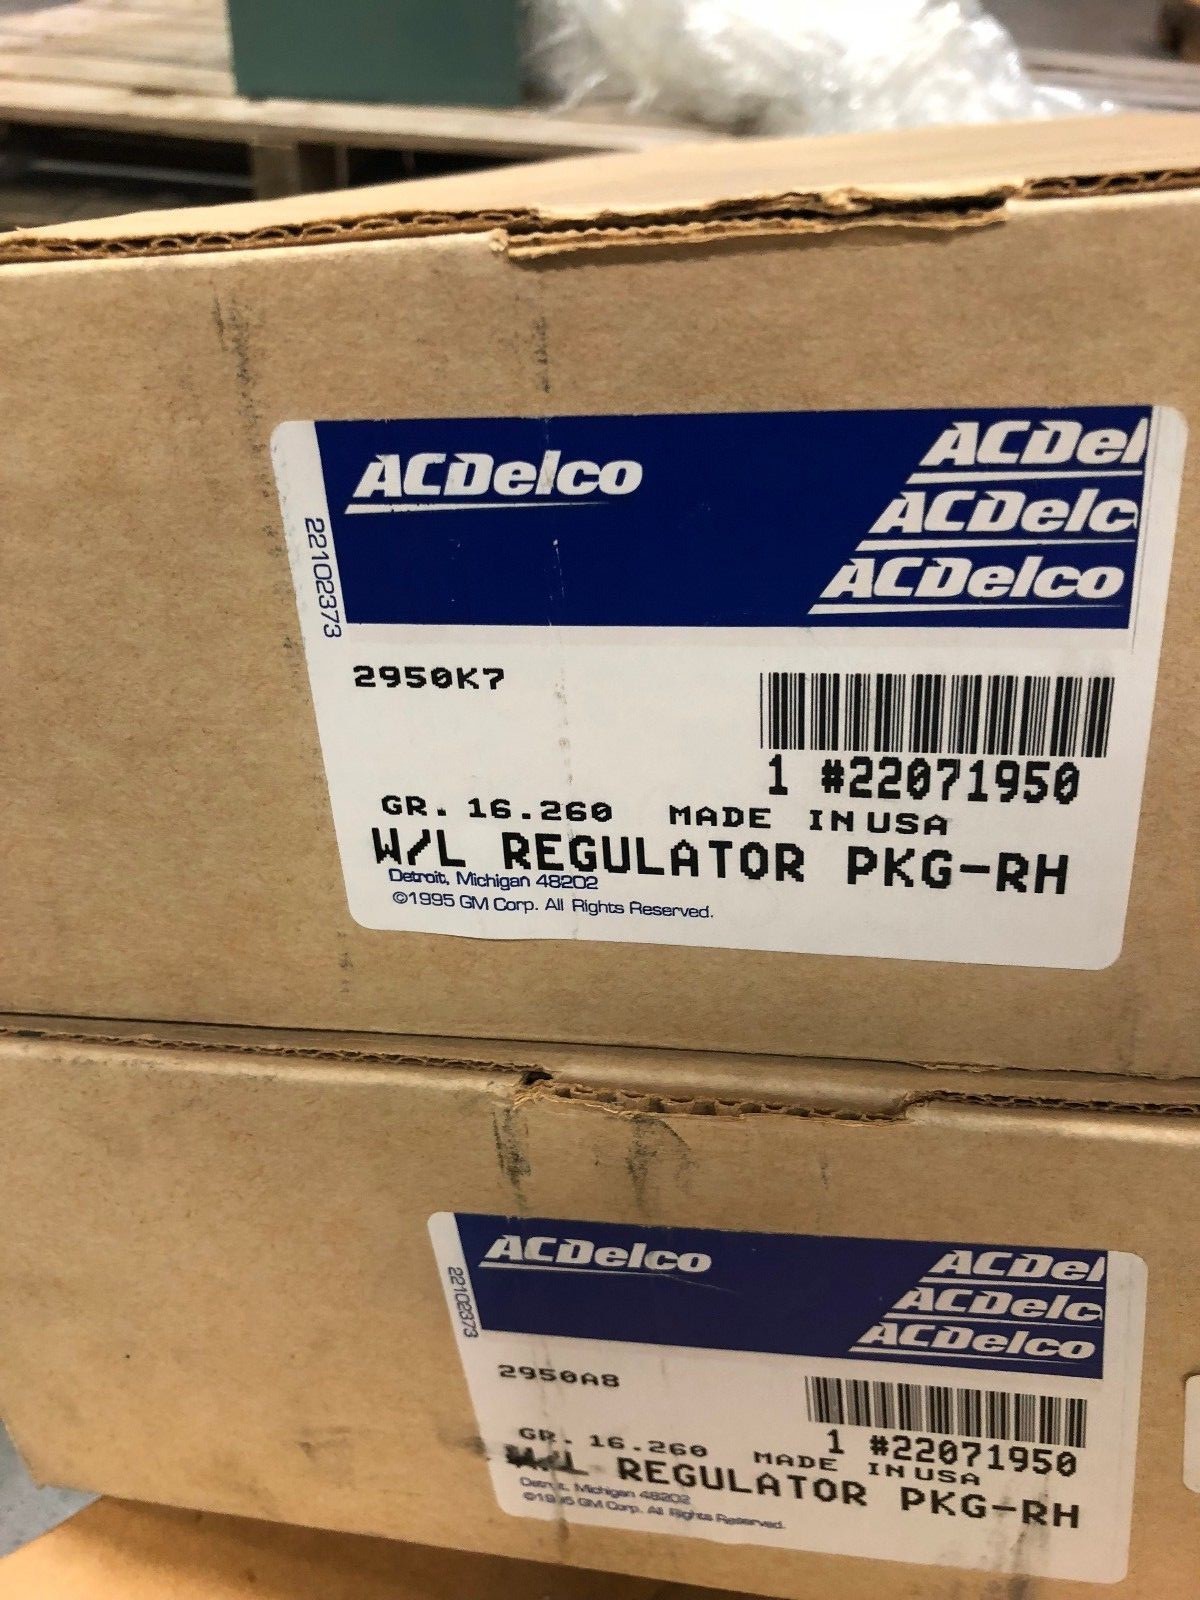 ACDelco
ACDel
ACDelc
ACDelco
22102373
2950K7
1 #22071950
GR. 16.260 MADE IN USA
W/L REGULATOR PKG-RH
Detroit, Michigan 48202
©1995 GM Corp. All Rights Reserved.
ACDelco
ACDel
ACDelc
ACDelco
22102373
2950A8
1 #22071950
GR. 16.260 MADE IN USA
W/L REGULATOR PKG-RH
Detroit, Michigan 48202
©1995 GM Corp. All Rights Reserved.